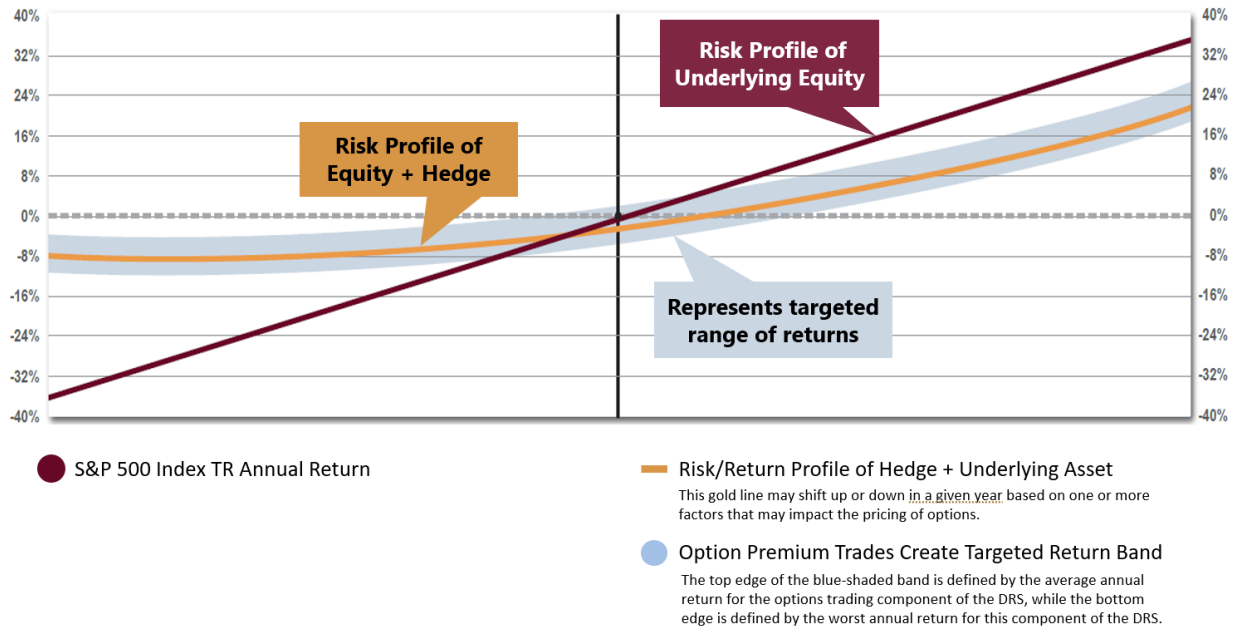 40%
32%
24%
16%
8%
0%
-8%
-16%
-24%
-32%
-40%
Risk Profile of
Equity + Hedge
Risk Profile of
Underlying Equity
Represents targeted
range of returns
40%
32%
24%
16%
8%
0%
-8%
-16%
-24%
-32%
-40%
S&P 500 Index TR Annual Return
Risk/Return Profile of Hedge + Underlying Asset
This gold line may shift up or down in a given year based on one or more
factors that may impact the pricing of options.
Option Premium Trades Create Targeted Return Band
The top edge of the blue-shaded band is defined by the average annual
return for the options trading component of the DRS, while the bottom
edge is defined by the worst annual return for this component of the DRS.